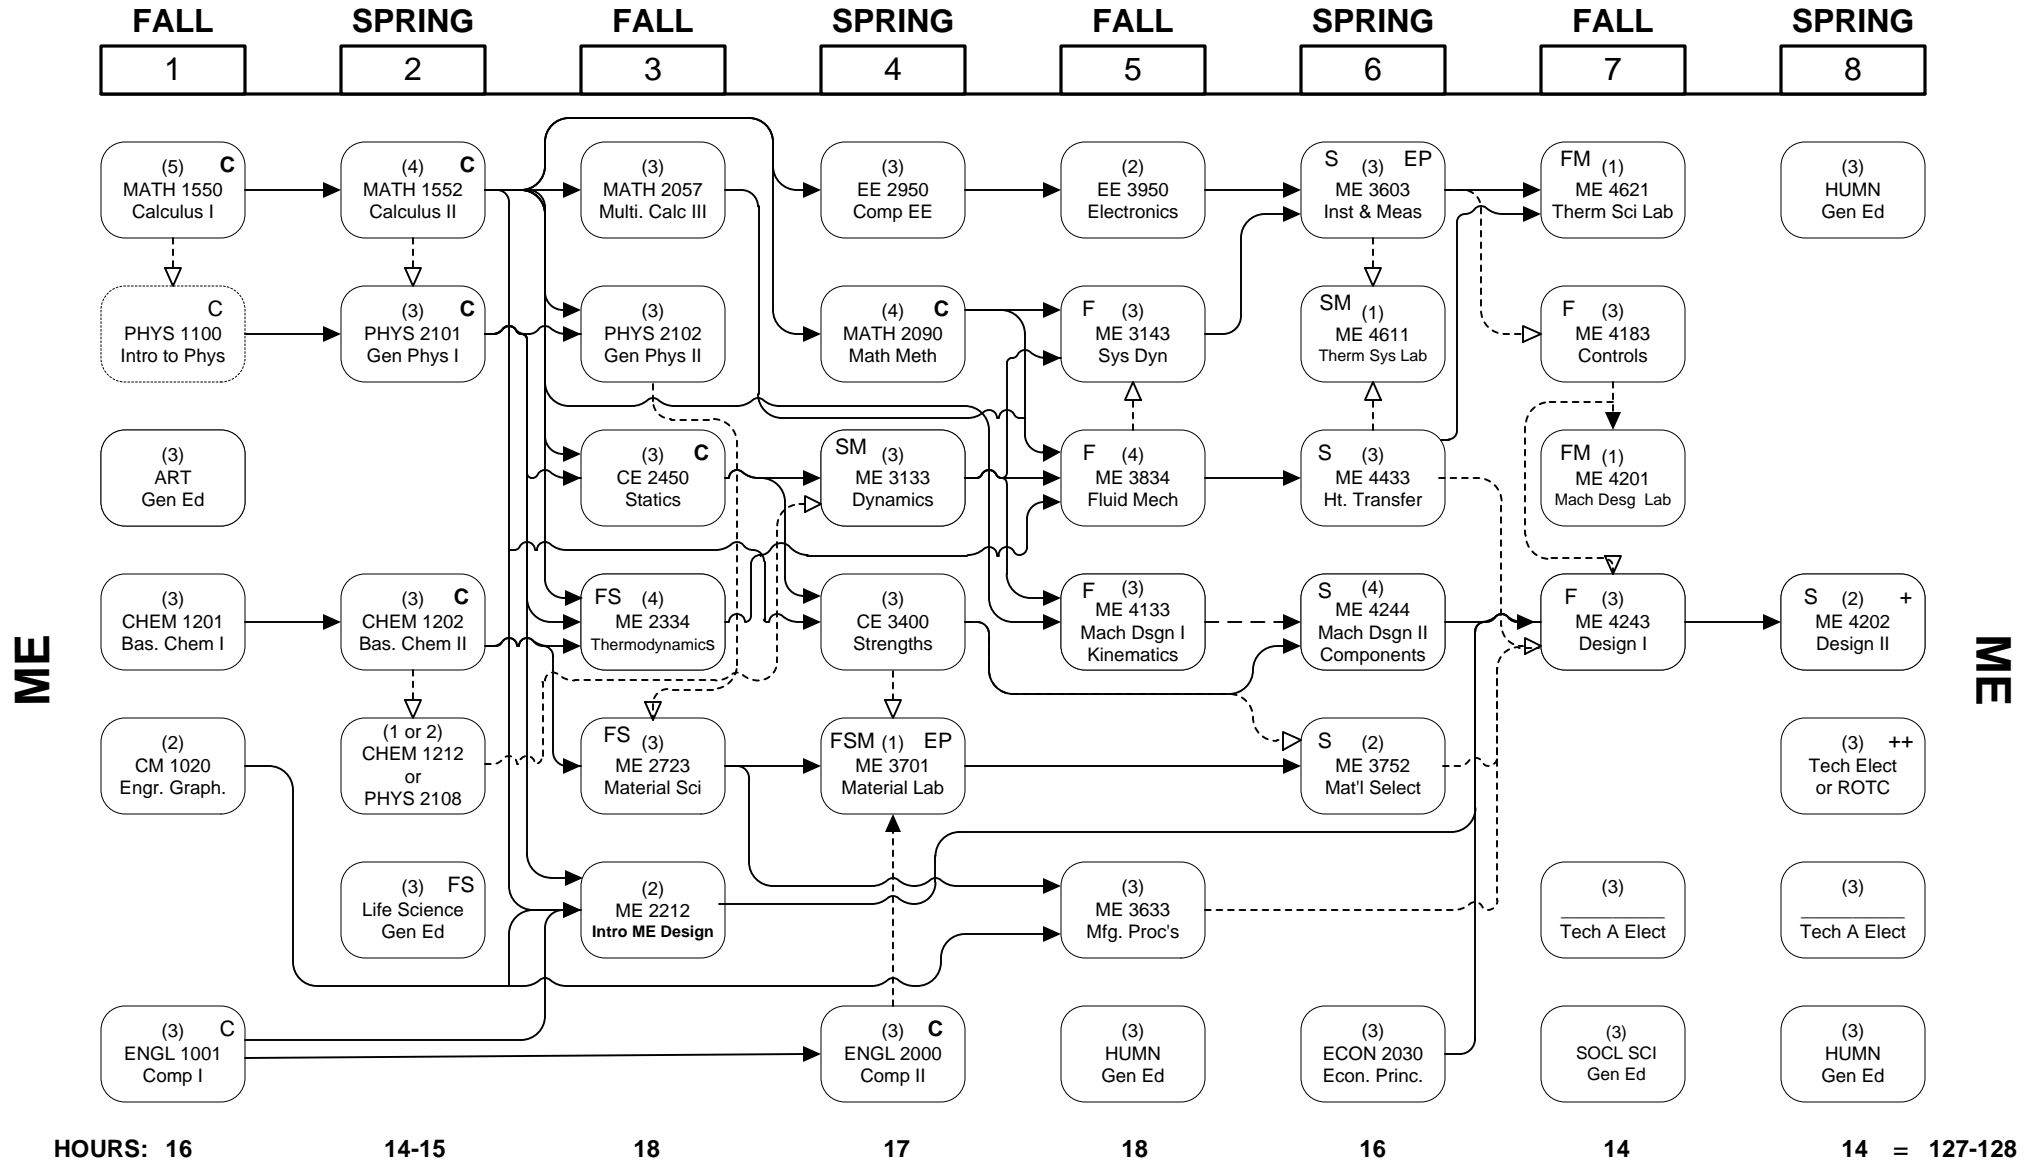 FALL SPRING FALL SPRING FALL SPRING FALL SPRING
1 2 3 4 5 6 7 8
(5) C
MATH 1550
Calculus I
(4) C
MATH 1552
Calculus II
(3)
MATH 2057
Multi. Calc III
(3)
EE 2950
Comp EE
(2)
EE 3950
Electronics
S (3) EP
ME 3603
Inst & Meas
FM (1)
ME 4621
Therm Sci Lab
(3)
HUMN
Gen Ed
C
PHYS 1100
Intro to Phys
(3) C
PHYS 2101
Gen Phys I
(3)
PHYS 2102
Gen Phys II
(4) C
MATH 2090
Math Meth
F (3)
ME 3143
Sys Dyn
SM (1)
ME 4611
Therm Sys Lab
F (3)
ME 4183
Controls
(3)
ART
Gen Ed
(3) C
CE 2450
Statics
SM (3)
ME 3133
Dynamics
F (4)
ME 3834
Fluid Mech
S (3)
ME 4433
Ht. Transfer
FM (1)
ME 4201
Mach Desg Lab
(3)
CHEM 1201
Bas. Chem I
(3) C
CHEM 1202
Bas. Chem II
FS (4)
ME 2334
Thermodynamics
(3)
CE 3400
Strengths
F (3)
ME 4133
Mach Dsgn I
Kinematics
S (4)
ME 4244
Mach Dsgn II
Components
F (3)
ME 4243
Design I
S (2) +
ME 4202
Design II
ME
ME
(2)
CM 1020
Engr. Graph.
(1 or 2)
CHEM 1212
or
PHYS 2108
FS (3)
ME 2723
Material Sci
FSM (1) EP
ME 3701
Material Lab
S (2)
ME 3752
Mat'l Select
(3) ++
Tech Elect
or ROTC
(3) FS
Life Science
Gen Ed
(2)
ME 2212
Intro ME Design
(3)
ME 3633
Mfg. Proc's
(3)
Tech A Elect
(3)
Tech A Elect
(3) C
ENGL 1001
Comp I
(3) C
ENGL 2000
Comp II
(3)
HUMN
Gen Ed
(3)
ECON 2030
Econ. Princ.
(3)
SOCL SCI
Gen Ed
(3)
HUMN
Gen Ed
HOURS: 16 14-15 18 17 18 16 14 14 = 127-128